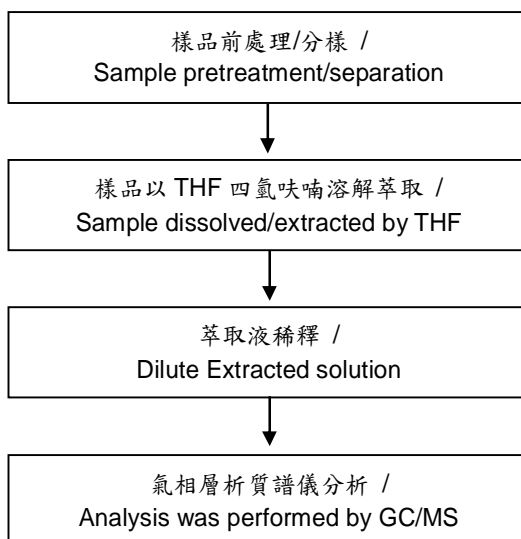 樣品前處理/分樣 /
Sample pretreatment/separation
樣品以 THF 四氫呋喃溶解萃取 /
Sample dissolved/extracted by THF
萃取液稀釋 /
Dilute Extracted solution
氣相層析質譜儀分析 /
Analysis was performed by GC/MS